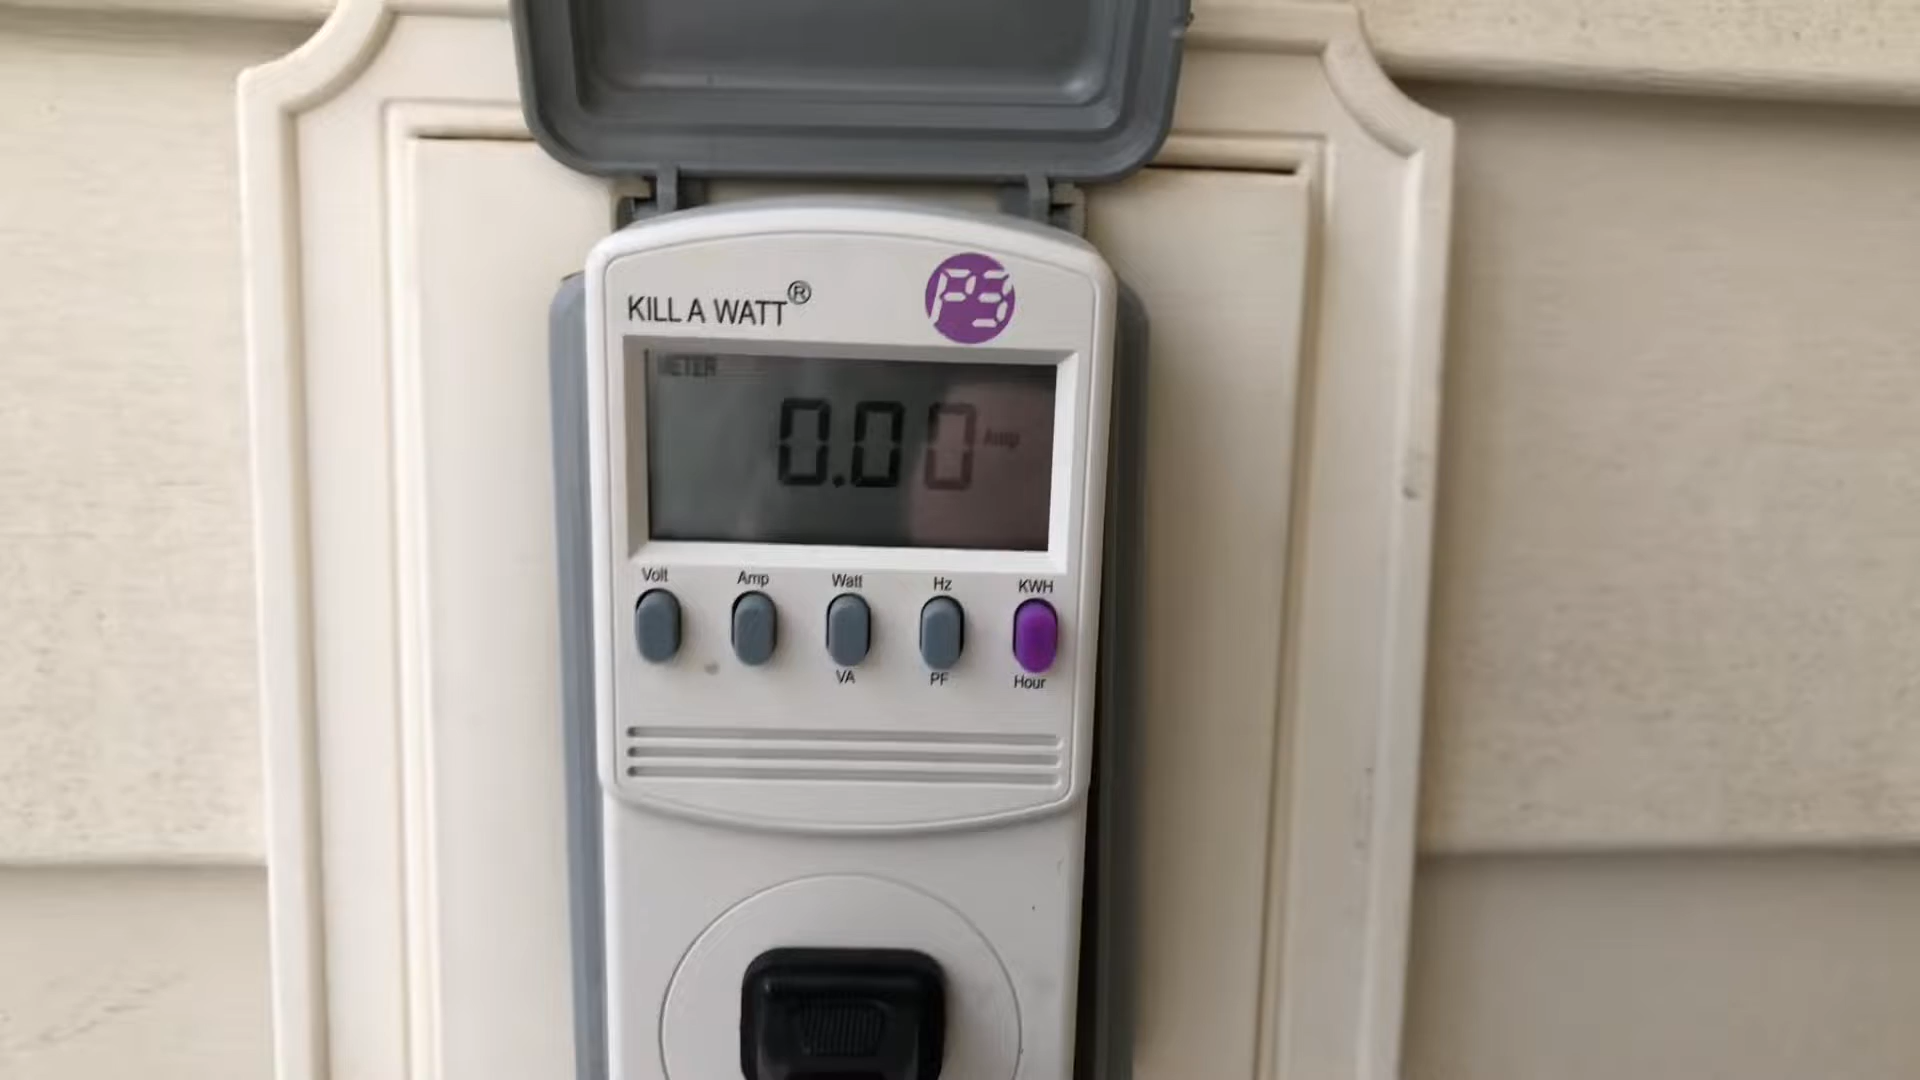 KILL A WATT®
P3
METER
0.00 Amp
Volt Amp Watt Hz KWH
VA PF Hour